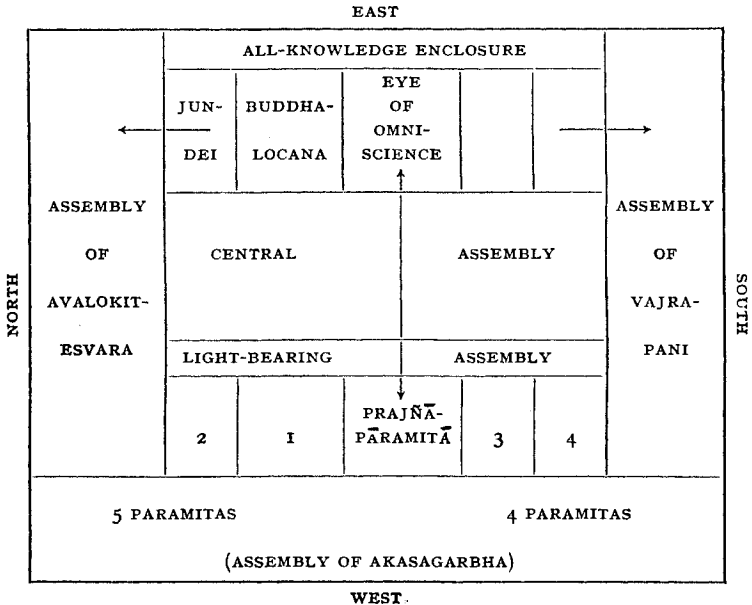 EAST
ALL-KNOWLEDGE ENCLOSURE
JUN-
DEI
BUDDHA-
LOCANA
EYE
OF
OMNI-
SCIENCE
ASSEMBLY
OF
AVALOKIT-
ESVARA
NORTH
CENTRAL
ASSEMBLY
ASSEMBLY
OF
VAJRA-
PANI
SOUTH
LIGHT-BEARING
ASSEMBLY
2
1
PRAJÑĀ-
PĀRAMITĀ
3
4
5 PARAMITAS
4 PARAMITAS
(ASSEMBLY OF AKASAGARBHA)
WEST